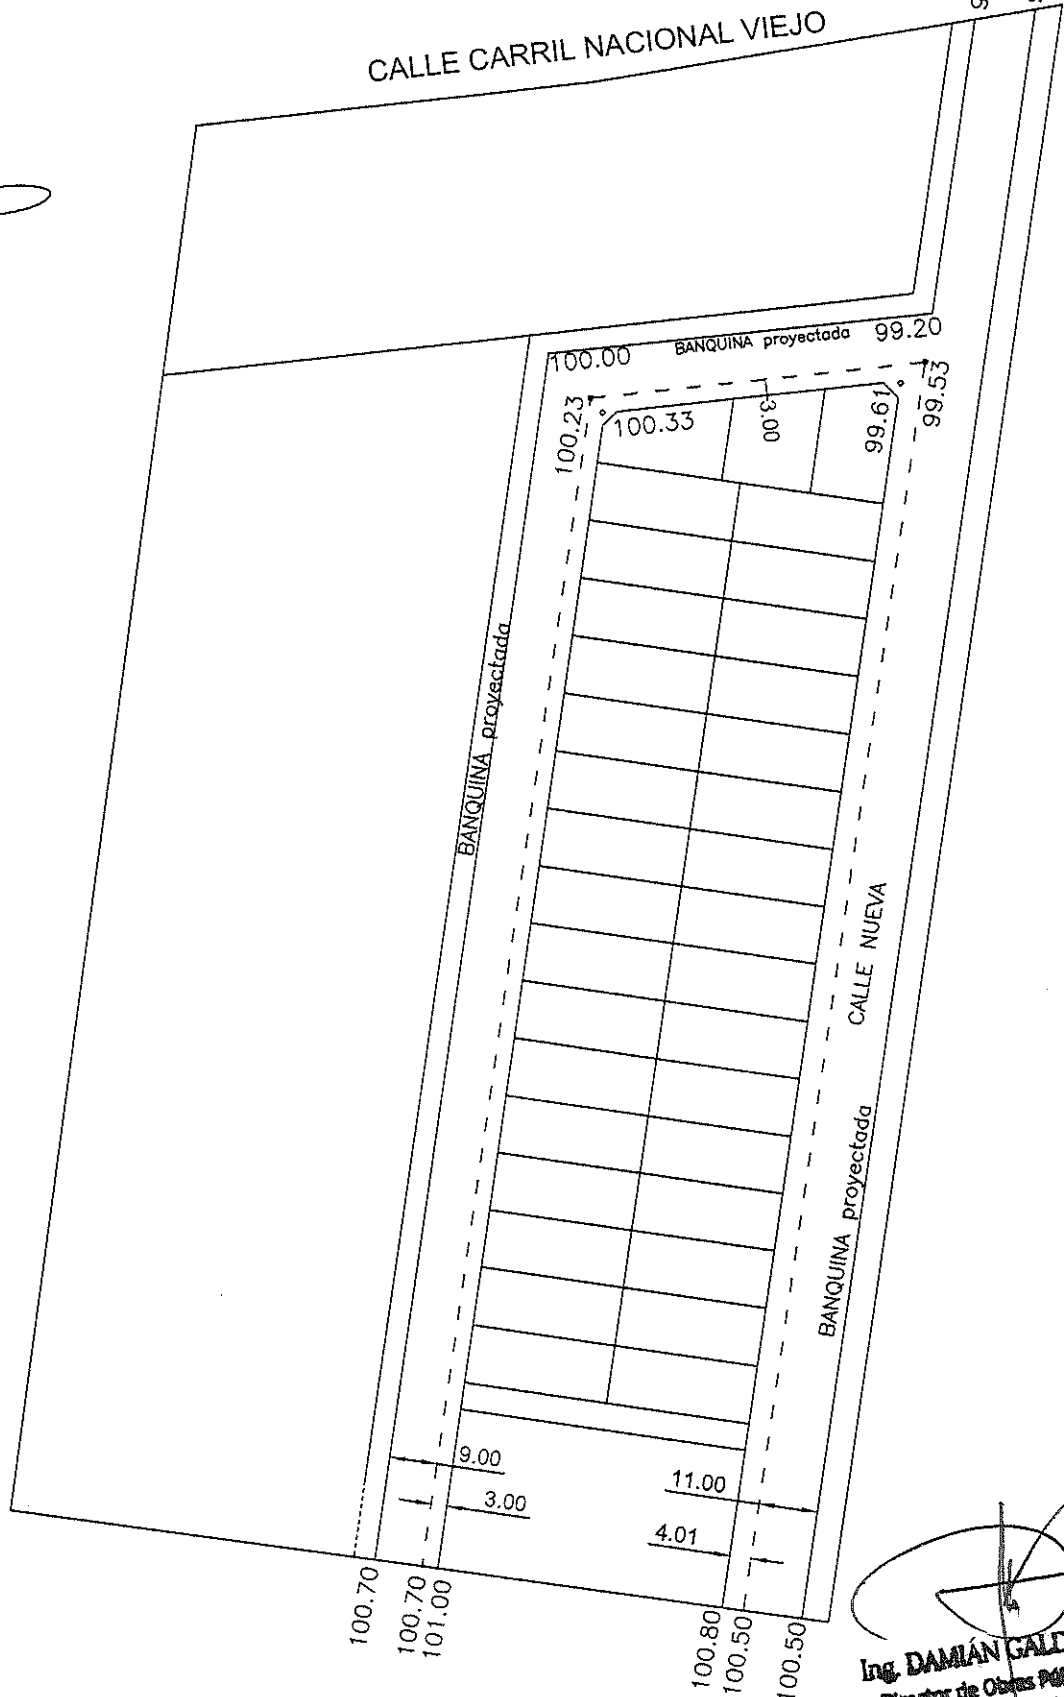 CALLE CARRIL NACIONAL VIEJO
100.00
BANQUINA proyectada
99.20
100.23
100.33
3.00
99.61
99.53
BANQUINA proyectada
CALLE NUEVA
BANQUINA proyectada
9.00
3.00
11.00
4.01
100.70
100.70
101.00
100.80
100.50
100.50
Ing. DAMIÁN
de Obras